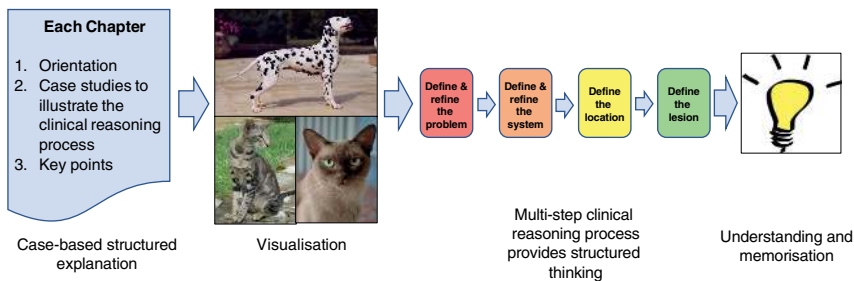 Each Chapter
1. Orientation
2. Case studies to
illustrate the
clinical reasoning
process
3. Key points
Define &
refine
the
problem
Define &
refine
the
system
Define
the
location
Define
the
lesion
Case-based structured
explanation
Visualisation
Multi-step clinical
reasoning process
provides structured
thinking
Understanding and
memorisation